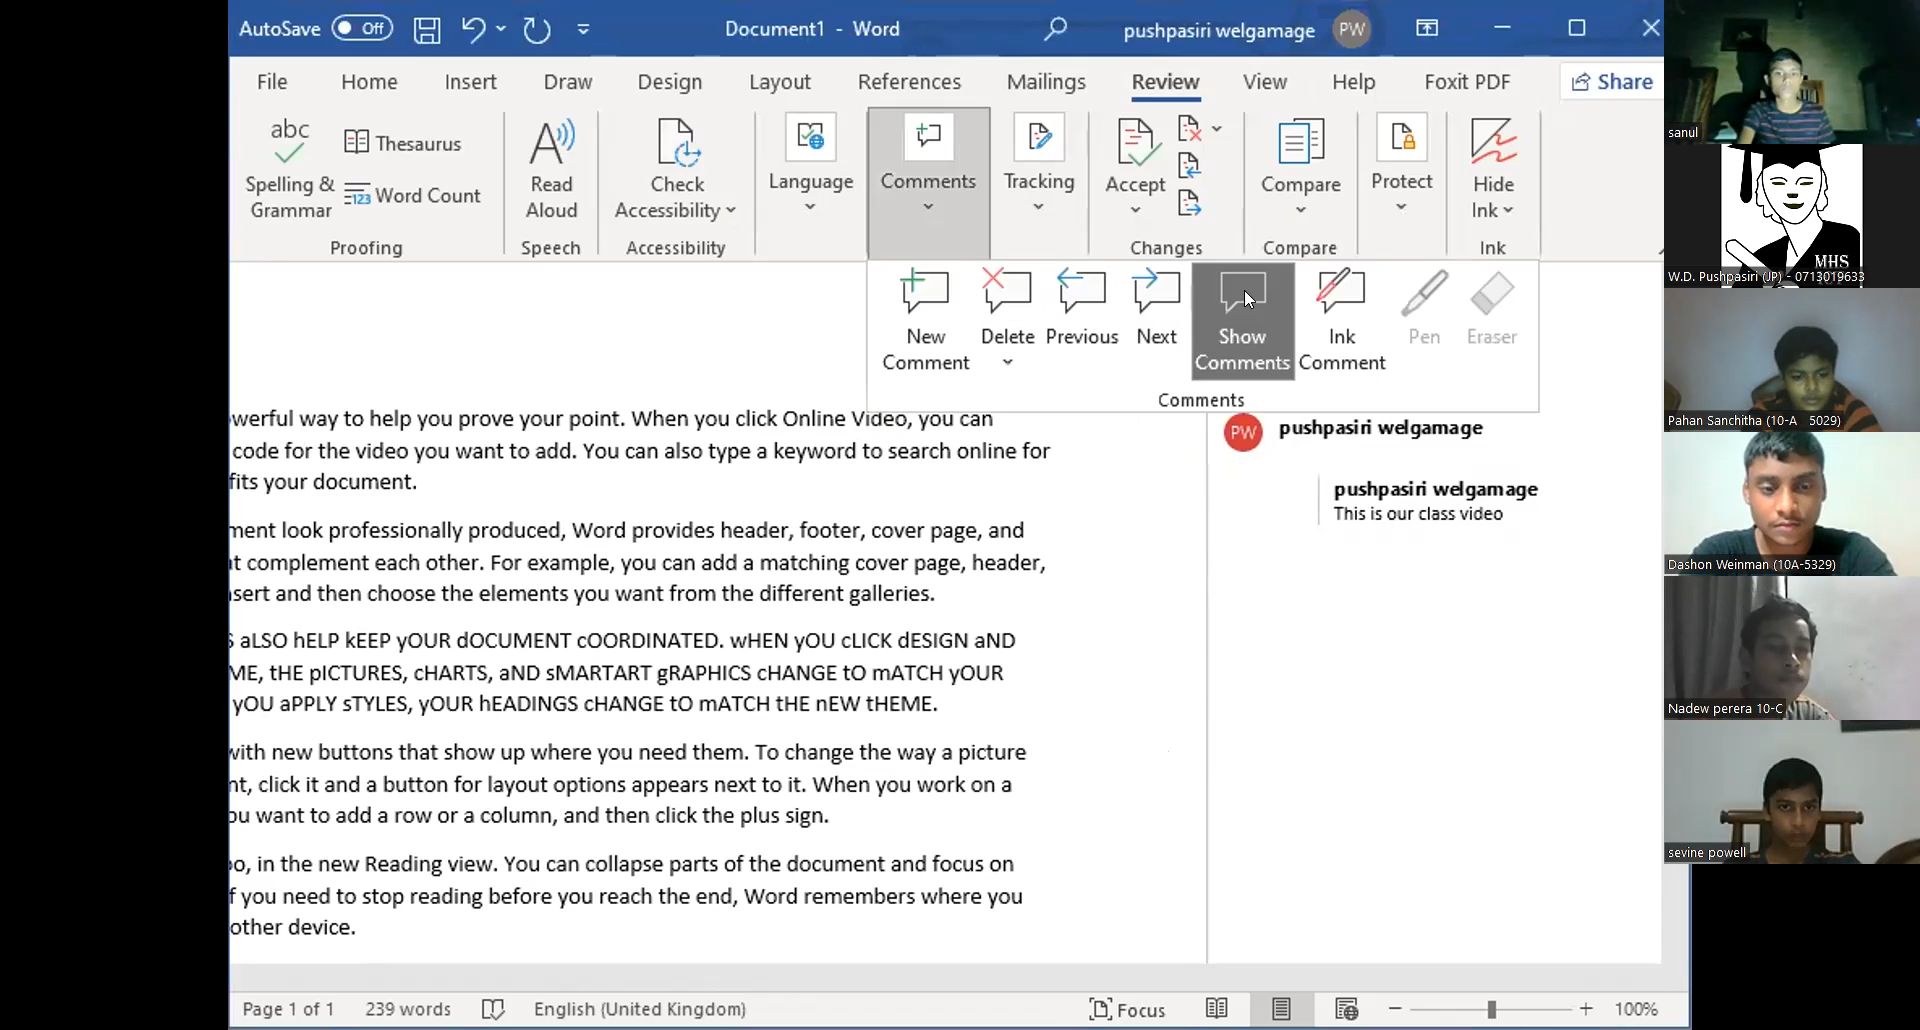 AutoSave Off Document1 - Word pushpasiri welgamage PW
File Home Insert Draw Design Layout References Mailings Review View Help Foxit PDF Share
abc Spelling & Grammar
Thesaurus
123 Word Count
Proofing
Read Aloud
Speech
Check Accessibility
Accessibility
Language
Comments
Tracking
Accept
Changes
Compare
Compare
Protect
Hide Ink
Ink
New Comment
Delete
Previous
Next
Show Comments
Ink Comment
Pen
Eraser
Comments
werful way to help you prove your point. When you click Online Video, you can
code for the video you want to add. You can also type a keyword to search online for
fits your document.
ment look professionally produced, Word provides header, footer, cover page, and
t complement each other. For example, you can add a matching cover page, header,
sert and then choose the elements you want from the different galleries.
S aLSO hELP kEEP yOUR dOCUMENT cOORDINATED. wHEN yOU cLICK dESIGN aND
ME, tHE pICTURES, cHARTS, aND sMARTART gRAPHICS cHANGE tO mATCH yOUR
yOU aPPLY sTYLES, yOUR hEADINGS cHANGE tO mATCH tHE nEW tHEME.
with new buttons that show up where you need them. To change the way a picture
nt, click it and a button for layout options appears next to it. When you work on a
ou want to add a row or a column, and then click the plus sign.
oo, in the new Reading view. You can collapse parts of the document and focus on
f you need to stop reading before you reach the end, Word remembers where you
other device.
PW pushpasiri welgamage
pushpasiri welgamage
This is our class video
Page 1 of 1 239 words English (United Kingdom) Focus 100%
sanul
MHS
W.D. Pushpasiri (JP) - 0713019633
Pahan Sanchitha (10-A 5029)
Dashon Weinman (10A-5329)
Nadew perera 10-C
sevine powell